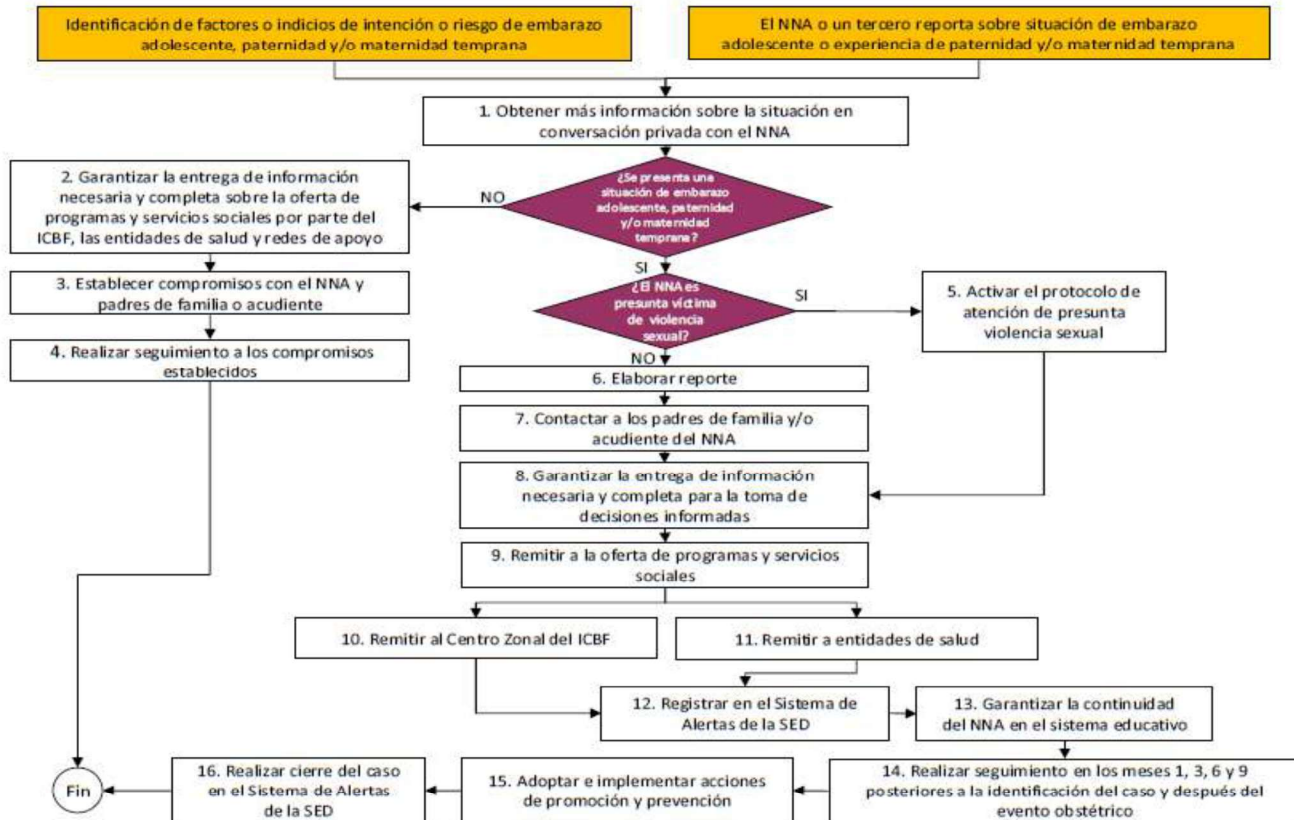 Identificación de factores o indicios de intención o riesgo de embarazo
adolescente, paternidad y/o maternidad temprana
El NNA o un tercero reporta sobre situación de embarazo
adolescente o experiencia de paternidad y/o maternidad temprana
1. Obtener más información sobre la situación en
conversación privada con el NNA
¿Se presenta una
situación de embarazo
adolescente, paternidad
y/o maternidad
temprana?
NO
2. Garantizar la entrega de información
necesaria y completa sobre la oferta de
programas y servicios sociales por parte del
ICBF, las entidades de salud y redes de apoyo
3. Establecer compromisos con el NNA y
padres de familia o acudiente
4. Realizar seguimiento a los compromisos
establecidos
SI
¿El NNA es
presunta víctima
de violencia
sexual?
SI
5. Activar el protocolo de
atención de presunta
violencia sexual
NO
6. Elaborar reporte
7. Contactar a los padres de familia y/o
acudiente del NNA
8. Garantizar la entrega de información
necesaria y completa para la toma de
decisiones informadas
9. Remitir a la oferta de programas y servicios
sociales
10. Remitir al Centro Zonal del ICBF
11. Remitir a entidades de salud
12. Registrar en el Sistema de
Alertas de la SED
13. Garantizar la continuidad
del NNA en el sistema educativo
14. Realizar seguimiento en los meses 1, 3, 6 y 9
posteriores a la identificación del caso y después del
evento obstétrico
15. Adoptar e implementar acciones
de promoción y prevención
16. Realizar cierre del caso
en el Sistema de Alertas
de la SED
Fin